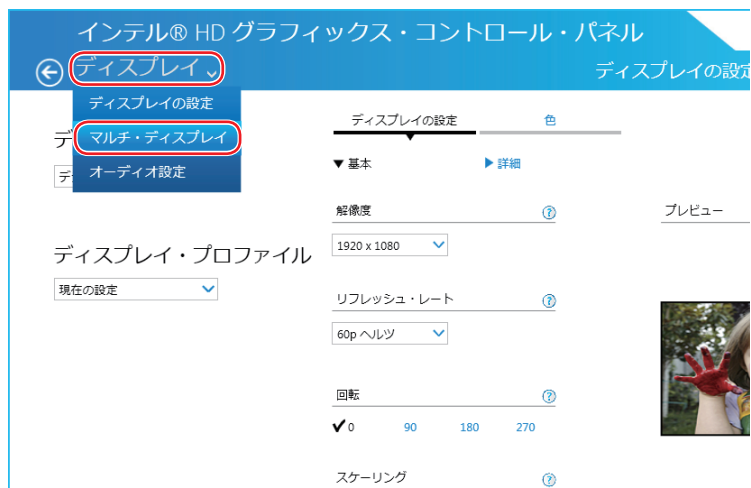 インテル® HD グラフィックス・コントロール・パネル
ディスプレイ
ディスプレイの設定
ディスプレイの設定
マルチ・ディスプレイ
オーディオ設定
ディスプレイの設定
色
▼ 基本
▶ 詳細
解像度
?
プレビュー
1920 x 1080
ディスプレイ・プロファイル
現在の設定
リフレッシュ・レート
?
60p ヘルツ
回転
?
✔ 0
90
180
270
スケーリング
?